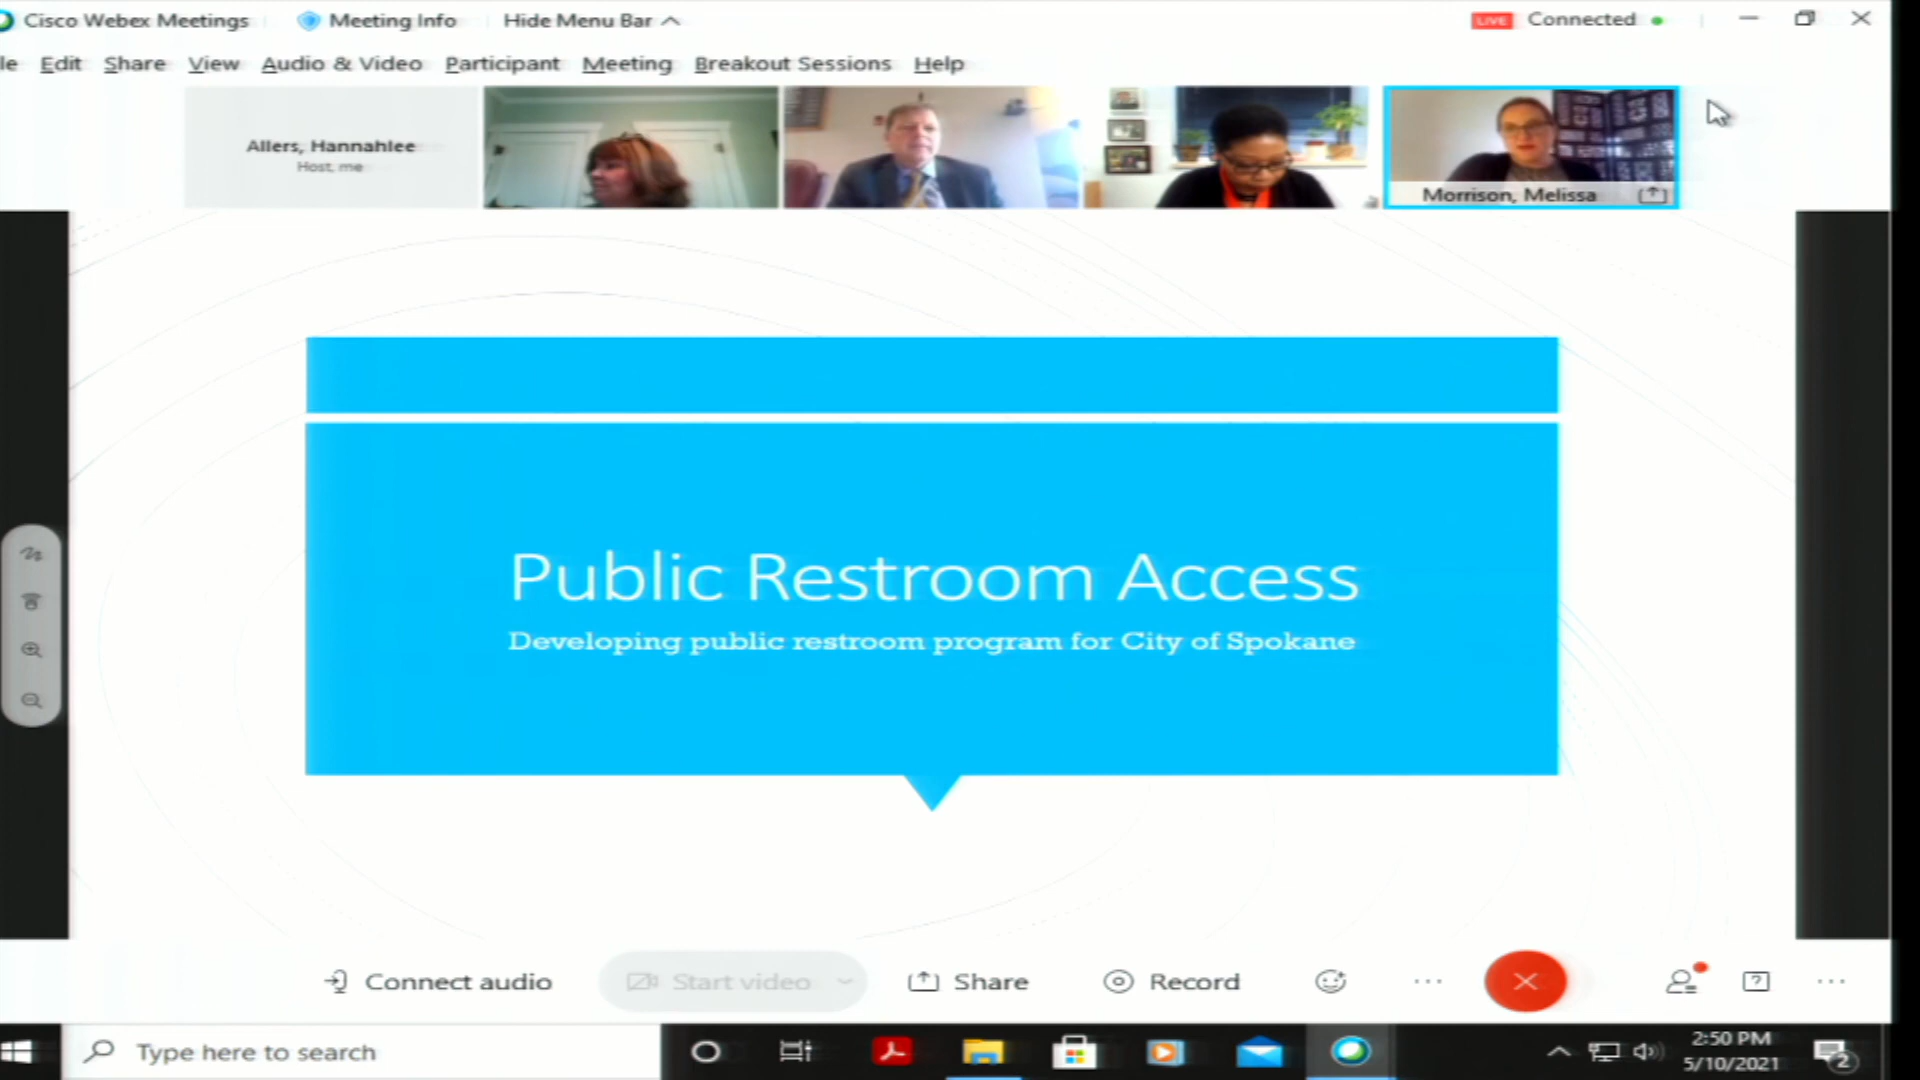 Cisco Webex Meetings
Meeting Info
Hide Menu Bar
LIVE
Connected
le Edit Share View Audio & Video Participant Meeting Breakout Sessions Help
Allers, Hannahlee
Host, me
Morrison, Melissa
Public Restroom Access
Developing public restroom program for City of Spokane
Connect audio
Start video
Share
Record
Type here to search
2:50 PM
5/10/2021
2